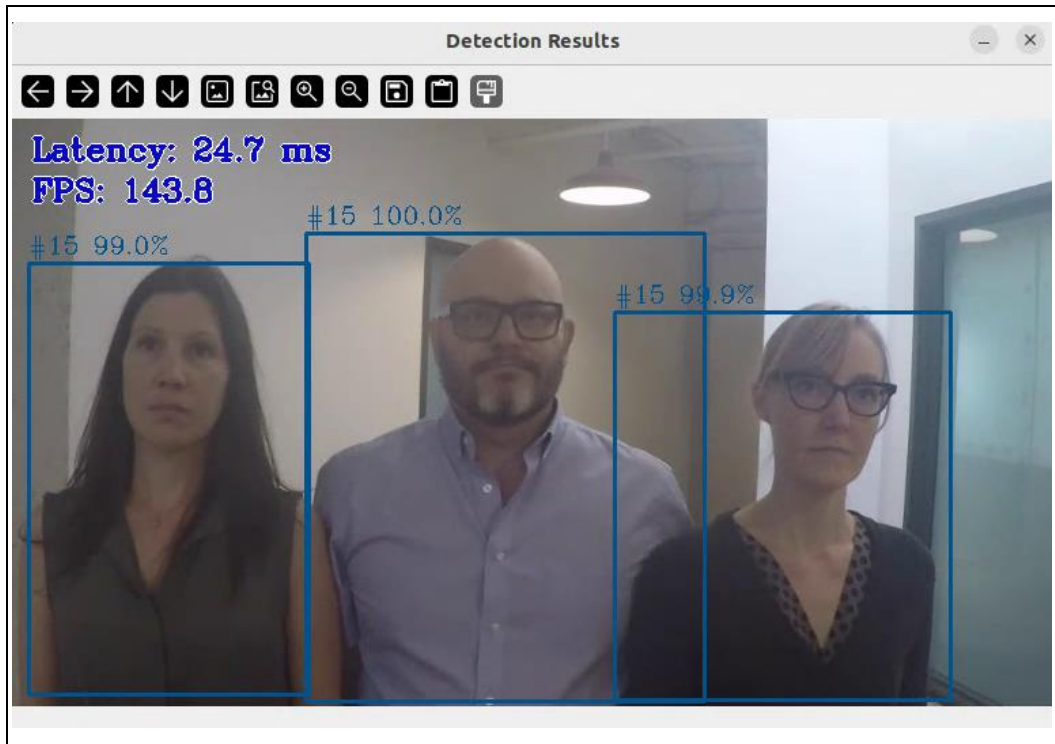 Detection Results
Latency: 24.7 ms
FPS: 143.8
#15 100.0%
#15 99.0%
#15 99.9%